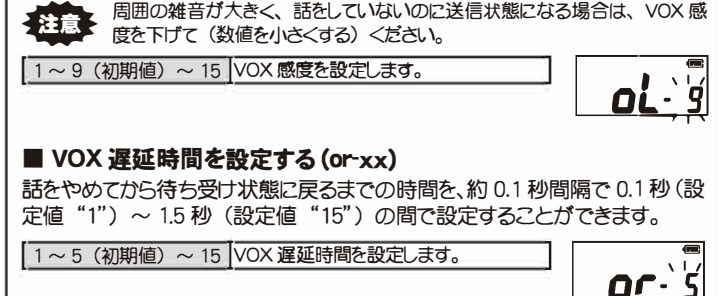 注意
周囲の雑音が大きく、話をしていないのに送信状態になる場合は、VOX 感
度を下げて（数値を小さくする）ください。
1～9（初期値）～15 VOX 感度を設定します。
oL-9
■ VOX 遅延時間を設定する（or-xx）
話をやめてから待ち受け状態に戻るまでの時間を、約 0.1 秒間隔で 0.1 秒（設
定値 “1”）～ 1.5 秒（設定値 “15”）の間で設定することができます。
1～5（初期値）～15 VOX 遅延時間を設定します。
or-5